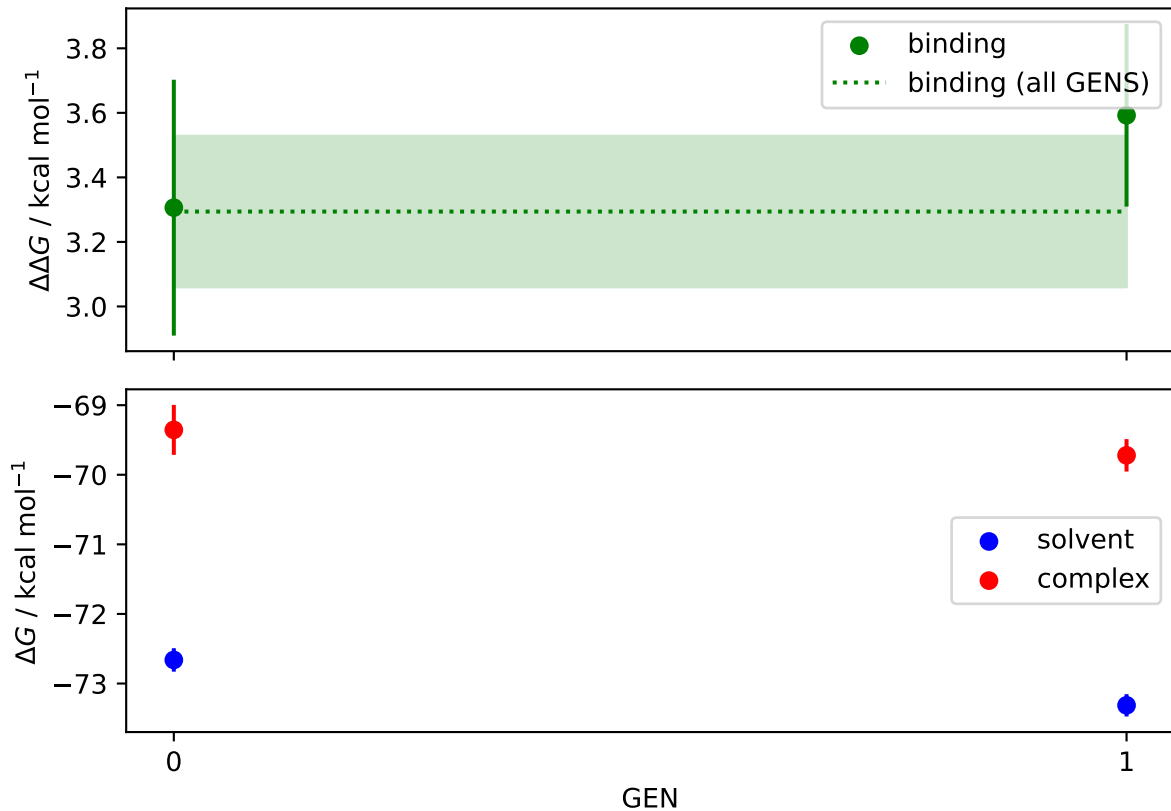 3.8
3.6
3.4
3.2
3.0
ΔΔG / kcal mol⁻¹
binding
binding (all GENS)
−69
−70
−71
−72
−73
ΔG / kcal mol⁻¹
solvent
complex
0 1
GEN